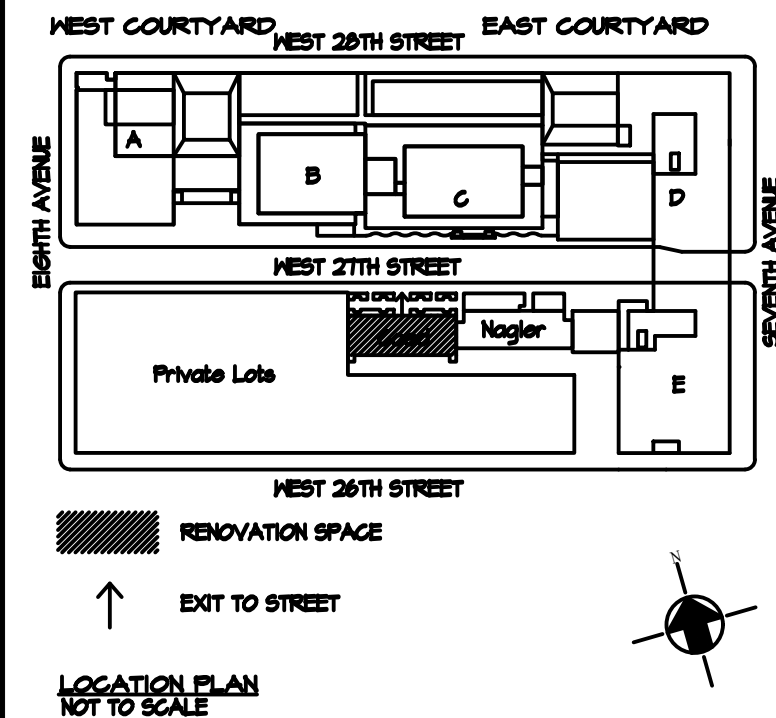 WEST COURTYARD
EAST COURTYARD
WEST 28TH STREET
EIGHTH AVENUE
A
B
C
D
SEVENTH AVENUE
WEST 27TH STREET
Nagler
Private Lots
E
WEST 26TH STREET
RENOVATION SPACE
N
EXIT TO STREET
LOCATION PLAN
NOT TO SCALE